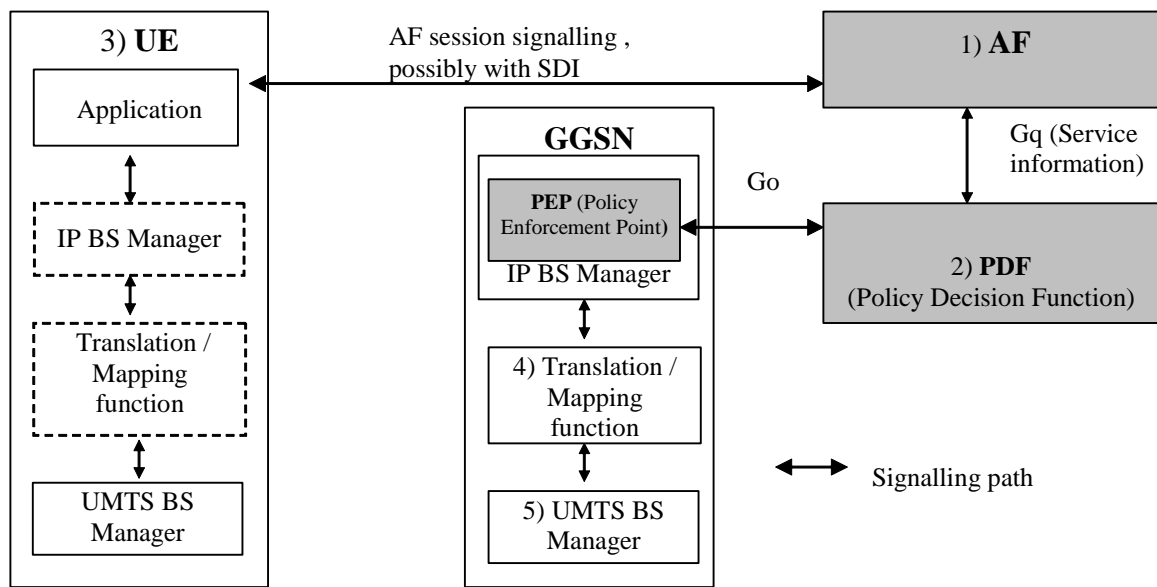 3) UE
Application
IP BS Manager
Translation /
Mapping
function
UMTS BS
Manager
AF session signalling ,
possibly with SDI
GGSN
PEP (Policy
Enforcement Point)
IP BS Manager
4) Translation /
Mapping
function
5) UMTS BS
Manager
Go
1) AF
Gq (Service
information)
2) PDF
(Policy Decision Function)
Signalling path